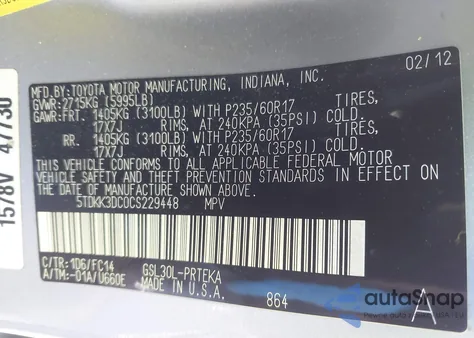 02/12
MFD.BY:TOYOTA MOTOR MANUFACTURING, INDIANA, INC.
GVWR:2715KG (5995LB)
GAWR:FRT. 1405KG (3100LB) WITH P235/60R17 TIRES,
17X7J RIMS, AT 240KPA (35PSI) COLD.
RR. 1405KG (3100LB) WITH P235/60R17 TIRES,
17X7J RIMS, AT 240KPA (35PSI) COLD.
THIS VEHICLE CONFORMS TO ALL APPLICABLE FEDERAL MOTOR
VEHICLE SAFETY AND THEFT PREVENTION STANDARDS IN EFFECT ON
THE DATE OF MANUFACTURE SHOWN ABOVE.
5TDKK3DC0CS229448 MPV
C/TR:1D6/FC14 GSL30L-PRTEKA
A/TM:-01A/U660E MADE IN U.S.A. 864
A
1578V 47730
autoSnap